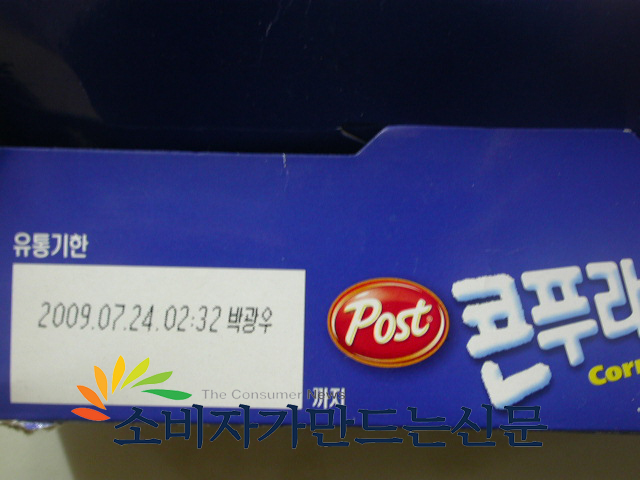 유통기한
2009.07.24.02:32 박광우
까지
Post
콘푸라
Corn
The Consumer News
소비자가만드는신문